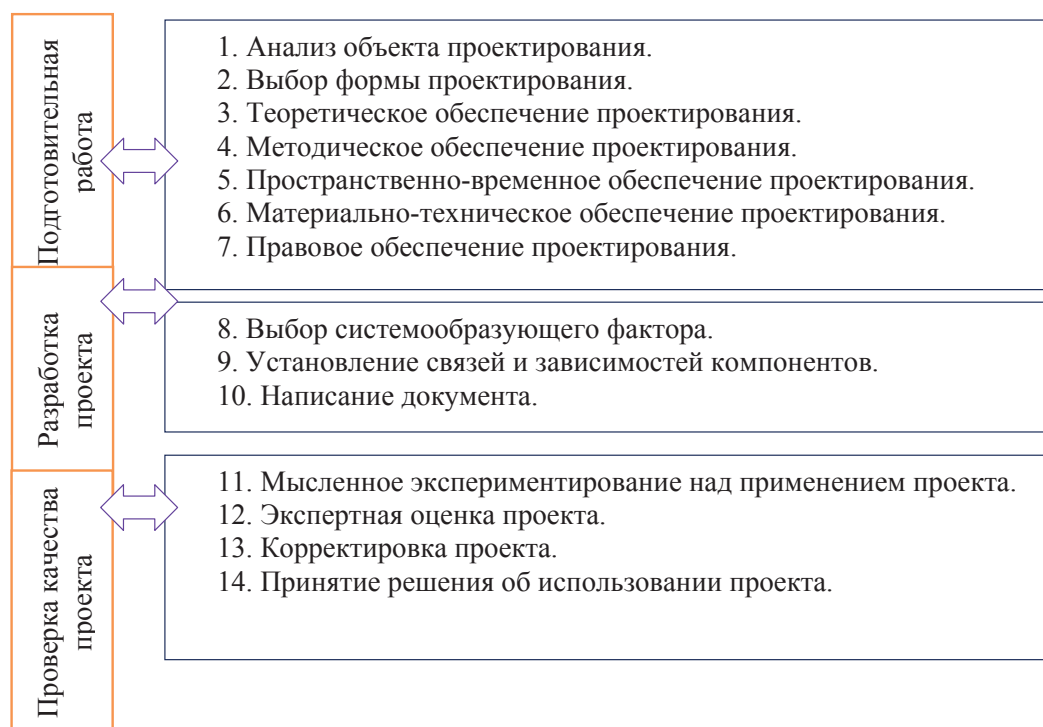 Подготовительная
работа
1. Анализ объекта проектирования.
2. Выбор формы проектирования.
3. Теоретическое обеспечение проектирования.
4. Методическое обеспечение проектирования.
5. Пространственно-временное обеспечение проектирования.
6. Материально-техническое обеспечение проектирования.
7. Правовое обеспечение проектирования.
Разработка
проекта
8. Выбор системообразующего фактора.
9. Установление связей и зависимостей компонентов.
10. Написание документа.
Проверка качества
проекта
11. Мысленное экспериментирование над применением проекта.
12. Экспертная оценка проекта.
13. Корректировка проекта.
14. Принятие решения об использовании проекта.